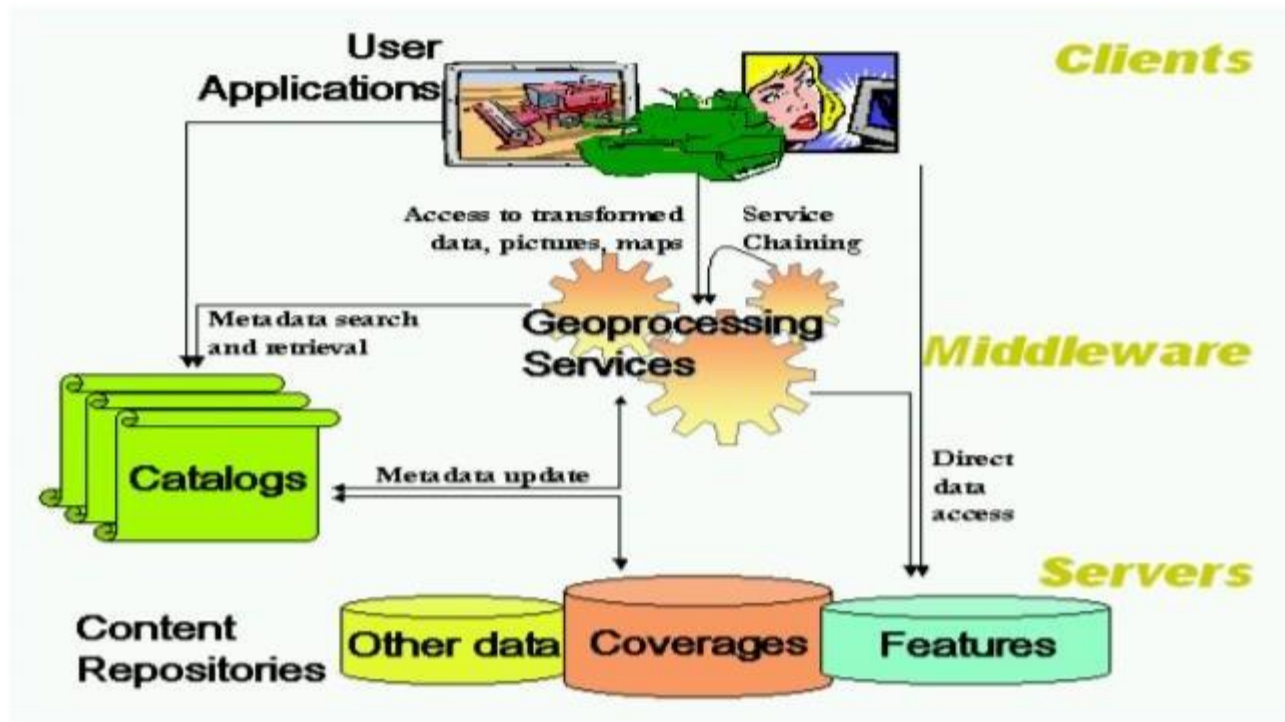 User
Applications
Clients
Access to transformed
data, pictures, maps
Service
Chaining
Metadata search
and retrieval
Geoprocessing
Services
Middleware
Catalogs
Metadata update
Direct
data
access
Servers
Content
Repositories
Other data
Coverages
Features